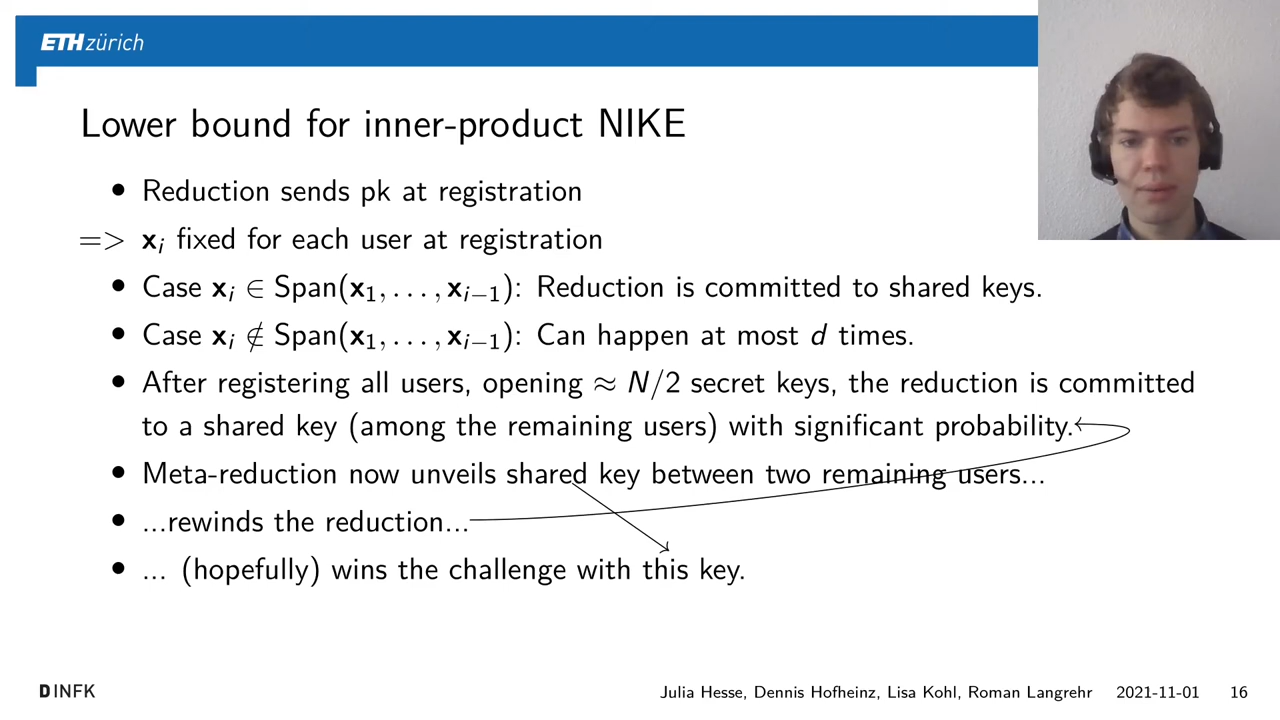 ETH zürich
Lower bound for inner-product NIKE
• Reduction sends pk at registration
=> xᵢ fixed for each user at registration
• Case xᵢ ∈ Span(x₁, . . . , xᵢ₋₁): Reduction is committed to shared keys.
• Case xᵢ ∉ Span(x₁, . . . , xᵢ₋₁): Can happen at most d times.
• After registering all users, opening ≈ N/2 secret keys, the reduction is committed
to a shared key (among the remaining users) with significant probability.
• Meta-reduction now unveils shared key between two remaining users...
• ...rewinds the reduction...
• ... (hopefully) wins the challenge with this key.
D INFK
Julia Hesse, Dennis Hofheinz, Lisa Kohl, Roman Langrehr 2021-11-01 16